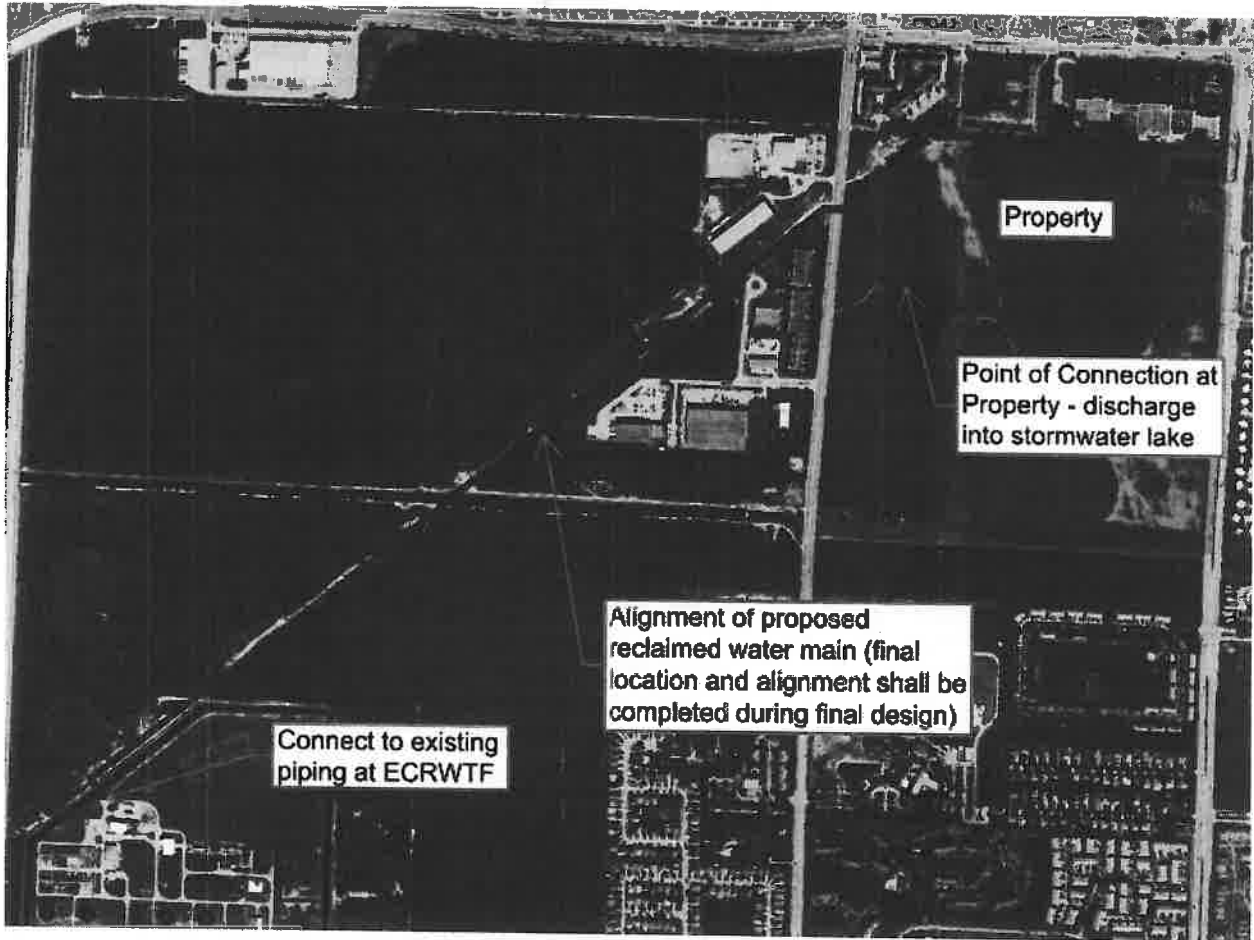 Property
Point of Connection at
Property - discharge
into stormwater lake
Alignment of proposed
reclaimed water main (final
location and alignment shall be
completed during final design)
Connect to existing
piping at ECRWTF